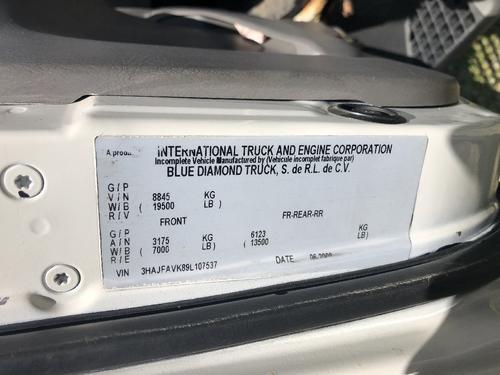 A produ
INTERNATIONAL TRUCK AND ENGINE CORPORATION
Incomplete Vehicle Manufactured by (Vehicule incomplet fabrique par)
BLUE DIAMOND TRUCK, S. de R.L. de C.V.
G/P
V/N 8845 KG
W/B ( 19500 LB)
R/V FRONT FR-REAR-RR
G/P
A/N 3175 KG 6123 KG
W/B ( 7000 LB) ( 13500 LB)
R/E
VIN 3HAJFAVK89L107537 DATE